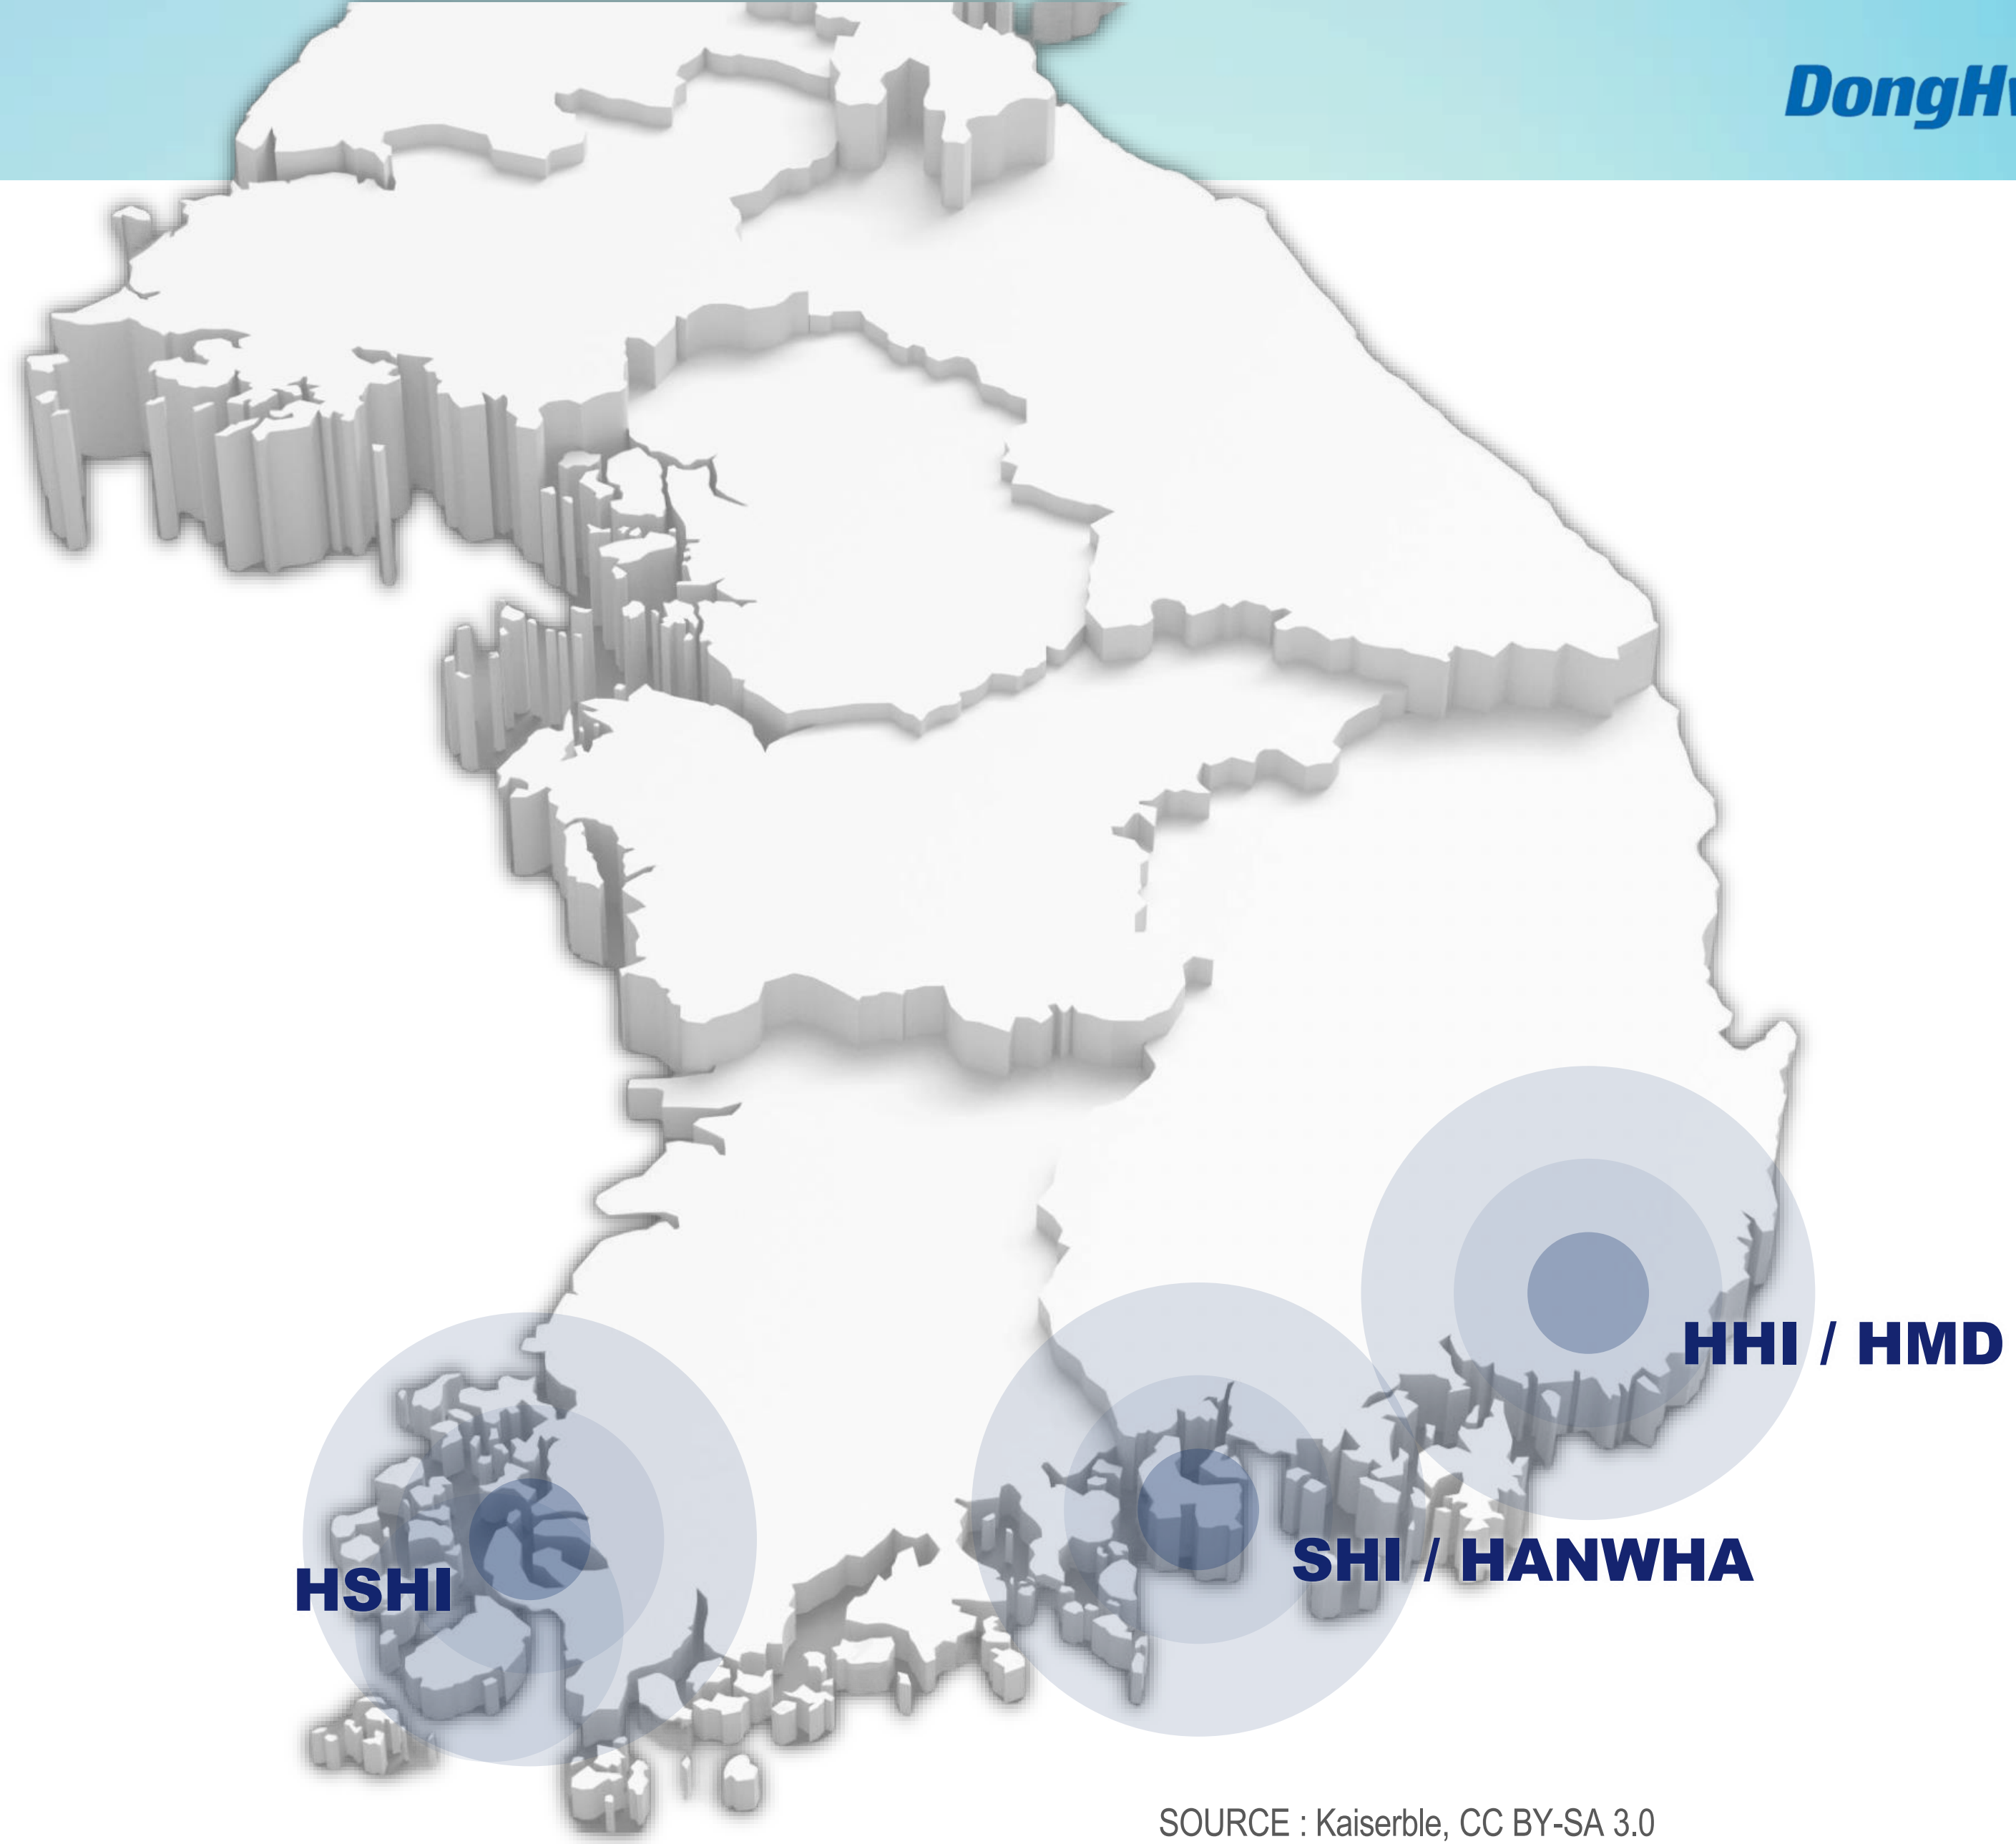 DongH
HHI / HMD
SHI / HANWHA
HSHI
SOURCE : Kaiserble, CC BY-SA 3.0